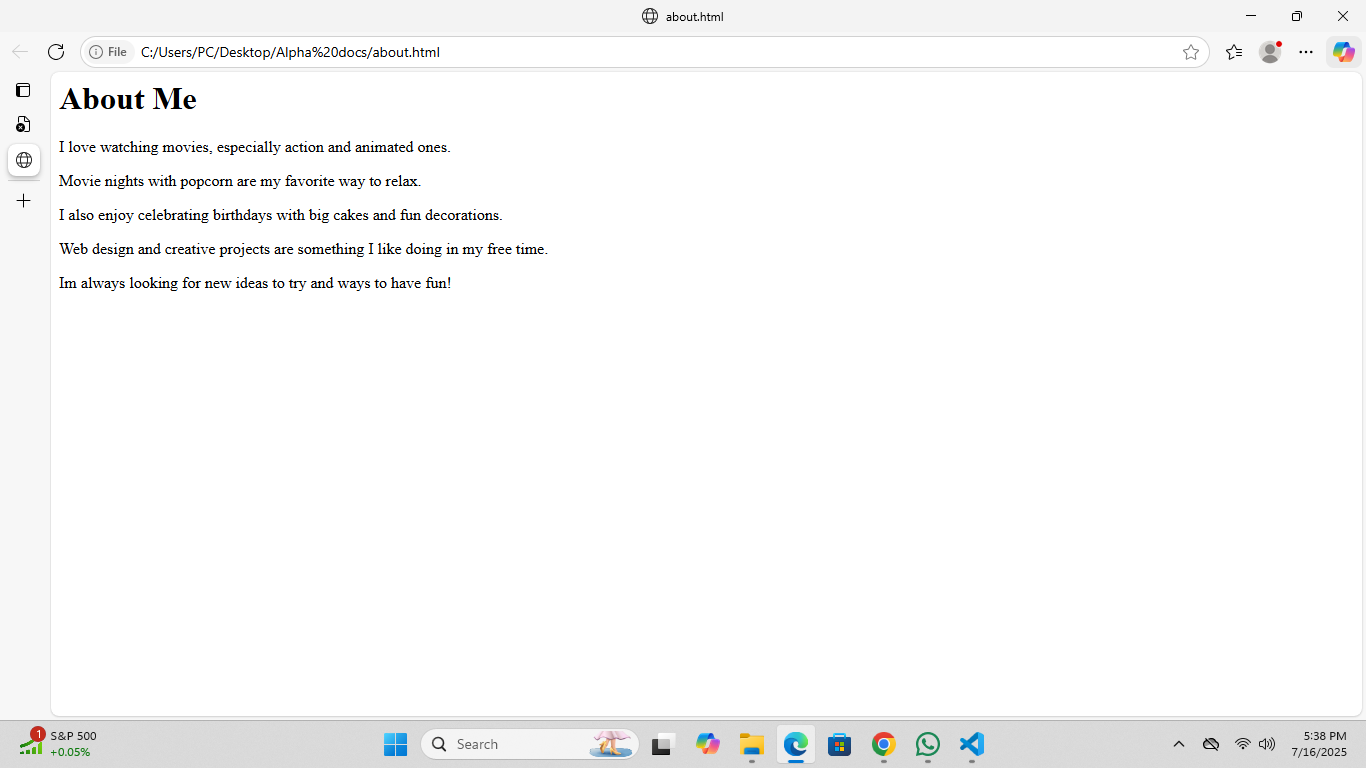 about.html
File C:/Users/PC/Desktop/Alpha%20docs/about.html
About Me
I love watching movies, especially action and animated ones.
Movie nights with popcorn are my favorite way to relax.
I also enjoy celebrating birthdays with big cakes and fun decorations.
Web design and creative projects are something I like doing in my free time.
Im always looking for new ideas to try and ways to have fun!
1
S&P 500
+0.05%
Search
5:38 PM
7/16/2025